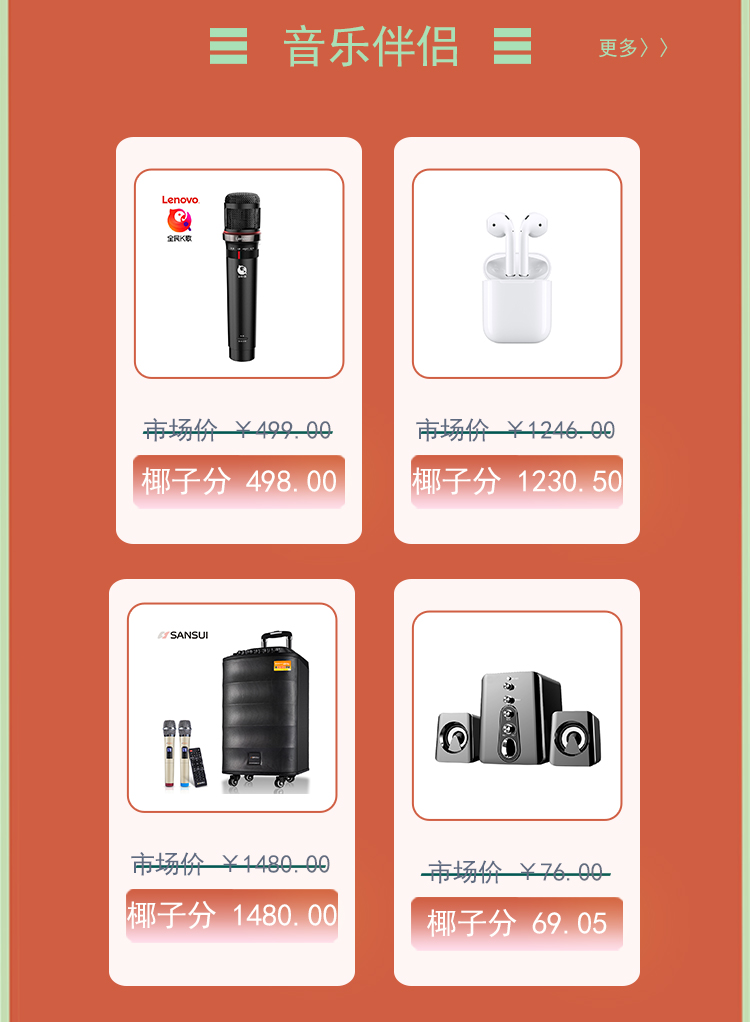 音乐伴侣
更多〉〉
Lenovo
全民K歌
市场价 ¥499.00
椰子分 498.00
市场价 ¥1246.00
椰子分 1230.50
SANSUI
市场价 ¥1480.00
椰子分 1480.00
市场价 ¥76.00
椰子分 69.05